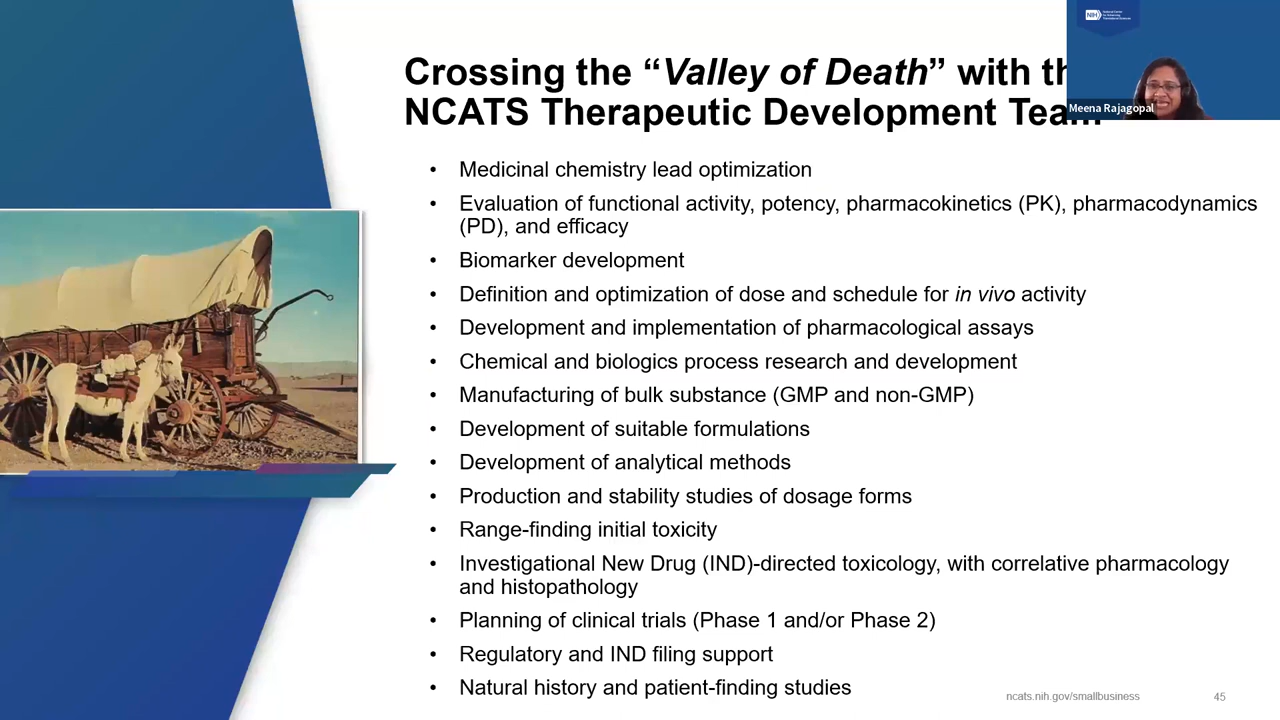 Crossing the “Valley of Death” with th
NCATS Therapeutic Development Team
NIH
Meena Rajagopal
• Medicinal chemistry lead optimization
• Evaluation of functional activity, potency, pharmacokinetics (PK), pharmacodynamics
(PD), and efficacy
• Biomarker development
• Definition and optimization of dose and schedule for in vivo activity
• Development and implementation of pharmacological assays
• Chemical and biologics process research and development
• Manufacturing of bulk substance (GMP and non-GMP)
• Development of suitable formulations
• Development of analytical methods
• Production and stability studies of dosage forms
• Range-finding initial toxicity
• Investigational New Drug (IND)-directed toxicology, with correlative pharmacology
and histopathology
• Planning of clinical trials (Phase 1 and/or Phase 2)
• Regulatory and IND filing support
• Natural history and patient-finding studies
ncats.nih.gov/smallbusiness
45